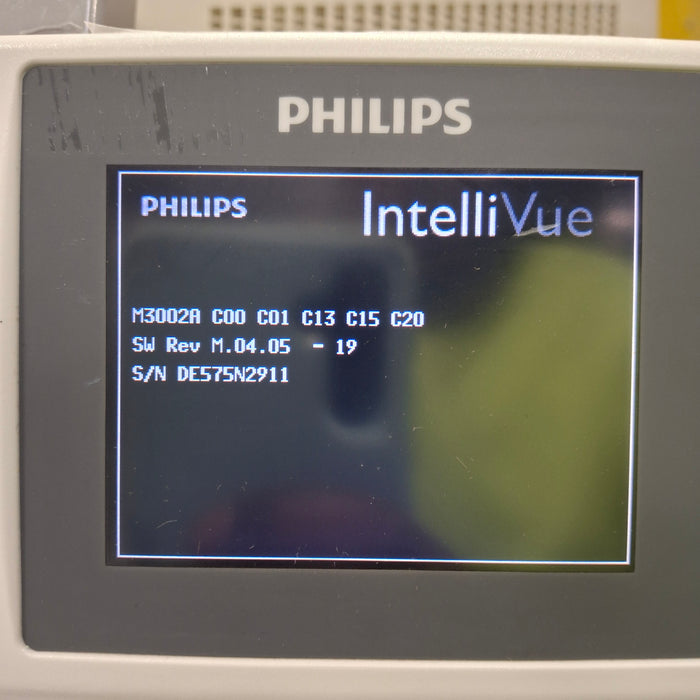 PHILIPS
PHILIPS
IntelliVue
M3002A C00 C01 C13 C15 C20
SW Rev M.04.05 - 19
S/N DE575N2911